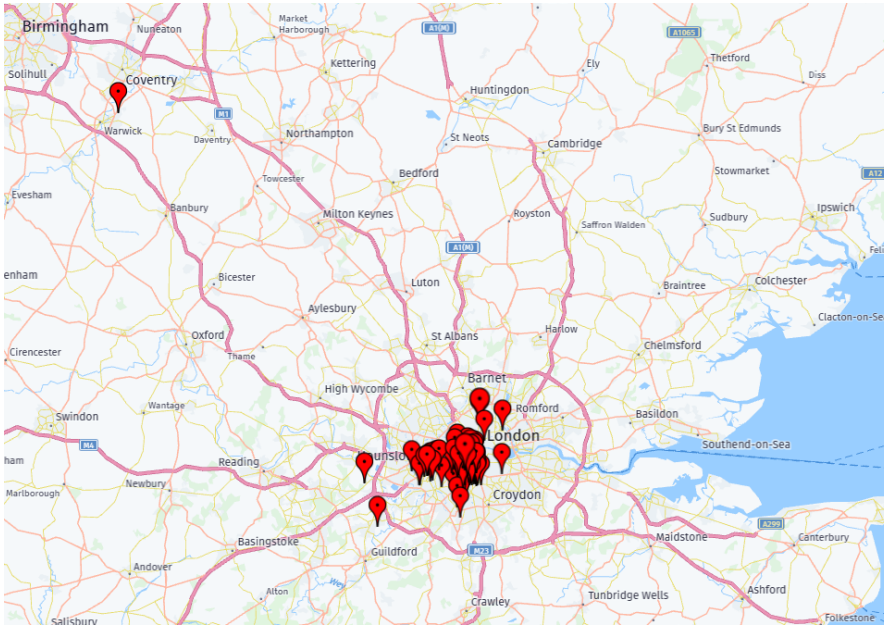 Market
Harborough
Birmingham
Nuneaton
A1(M)
A1065
Thetford
Solihull
Coventry
Kettering
Ely
Diss
Huntingdon
M1
Warwick
Daventry
Northampton
St Neots
Cambridge
Bury St Edmunds
Stowmarket
A12
Bedford
Towcester
Evesham
Banbury
Milton Keynes
Royston
Saffron Walden
Sudbury
Ipswich
A1(M)
Bicester
Luton
Braintree
Colchester
Aylesbury
Clacton-on-Sea
Oxford
St Albans
Harlow
Thame
Chelmsford
Cirencester
High Wycombe
Barnet
Wantage
Romford
Basildon
Swindon
London
M4
Southend-on-Sea
Reading
Marlborough
Newbury
Croydon
Basingstoke
M23
A299
Guildford
Maidstone
Canterbury
Andover
Wey
Alton
Tunbridge Wells
Ashford
Crawley
Salisbury
Folkestone